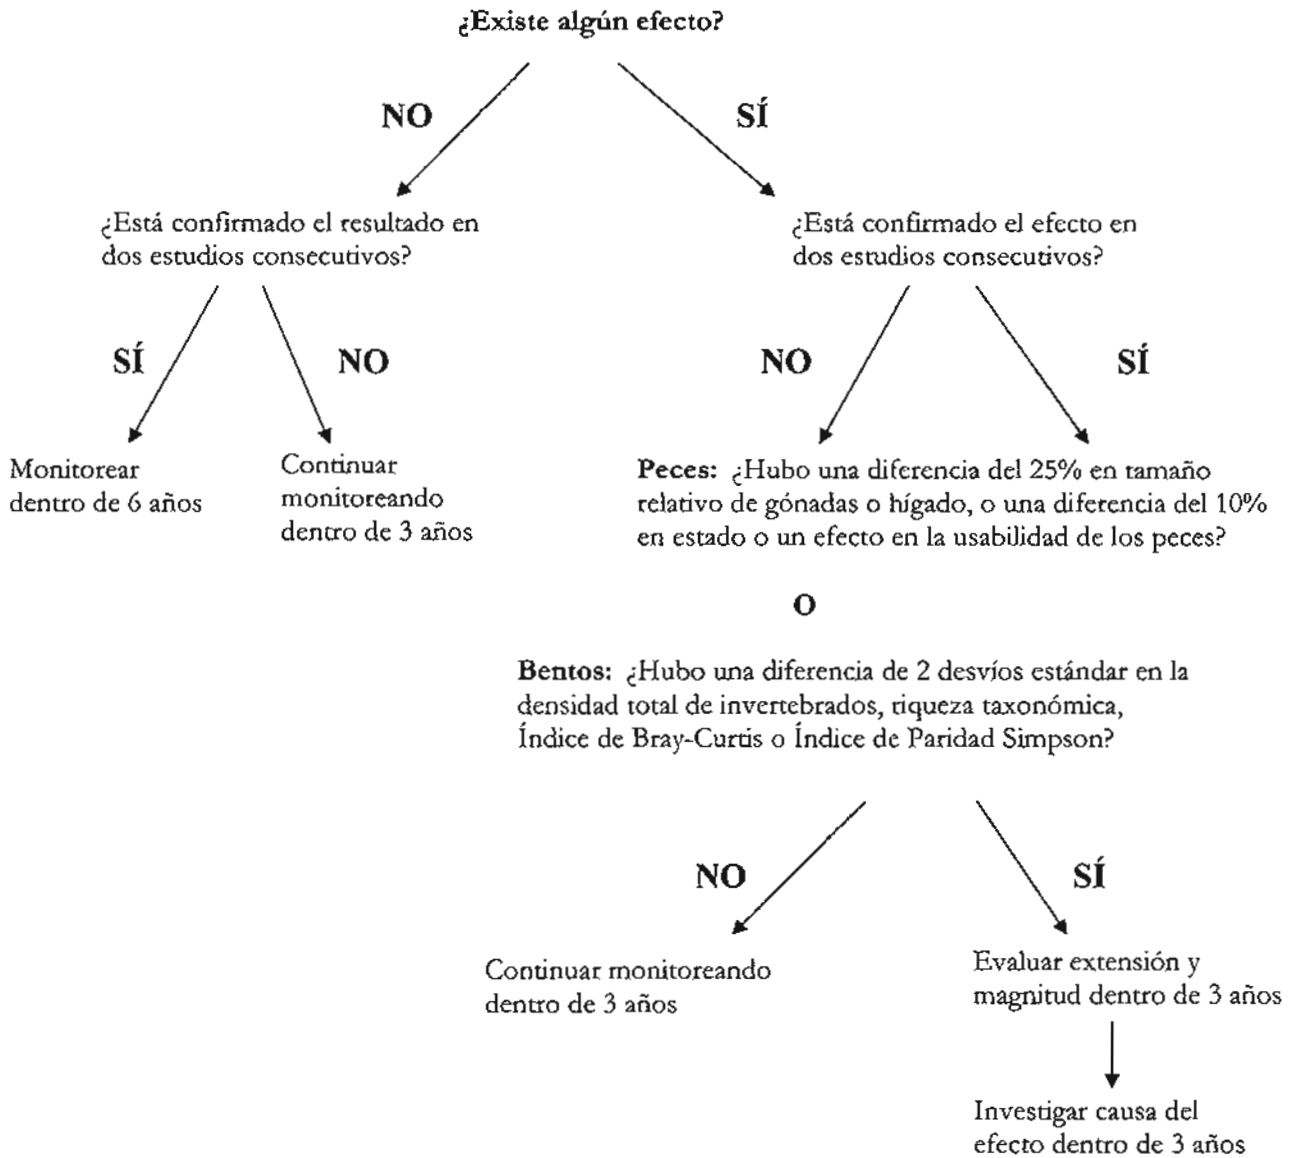 ¿Existe algún efecto?
NO
SÍ
¿Está confirmado el resultado en
dos estudios consecutivos?
¿Está confirmado el efecto en
dos estudios consecutivos?
SÍ
NO
NO
SÍ
Monitorear
dentro de 6 años
Continuar
monitoreando
dentro de 3 años
Peces: ¿Hubo una diferencia del 25% en tamaño
relativo de gónadas o hígado, o una diferencia del 10%
en estado o un efecto en la usabilidad de los peces?
O
Bentos: ¿Hubo una diferencia de 2 desvíos estándar en la
densidad total de invertebrados, riqueza taxonómica,
Índice de Bray-Curtis o Índice de Paridad Simpson?
NO
SÍ
Continuar monitoreando
dentro de 3 años
Evaluar extensión y
magnitud dentro de 3 años
Investigar causa del
efecto dentro de 3 años